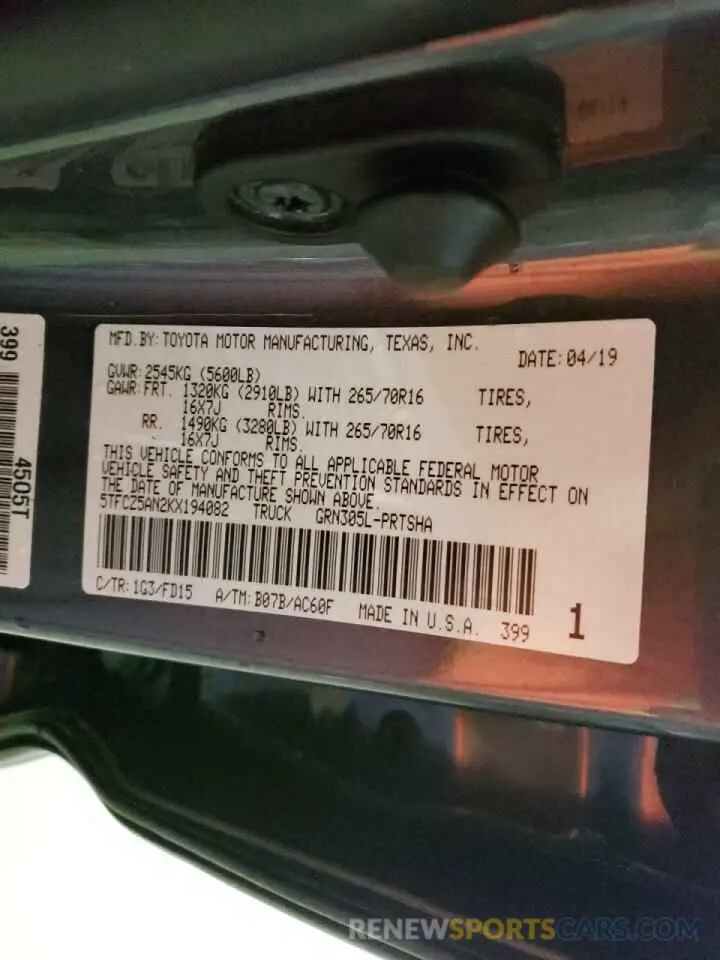 MFD.BY: TOYOTA MOTOR MANUFACTURING, TEXAS, INC.
DATE: 04/19
GVWR: 2545KG (5600LB)
GAWR: FRT. 1320KG (2910LB) WITH 265/70R16 TIRES,
16X7J RIMS.
RR. 1490KG (3280LB) WITH 265/70R16 TIRES,
16X7J RIMS.
THIS VEHICLE CONFORMS TO ALL APPLICABLE FEDERAL MOTOR
VEHICLE SAFETY AND THEFT PREVENTION STANDARDS IN EFFECT ON
THE DATE OF MANUFACTURE SHOWN ABOVE.
5TFCZ5AN2KX194082 TRUCK GRN305L-PRTSHA
C/TR: 1G3/FD15 A/TM: B07B/AC60F MADE IN U.S.A. 399 1
399
4505T
RENEWSPORTSCARS.COM